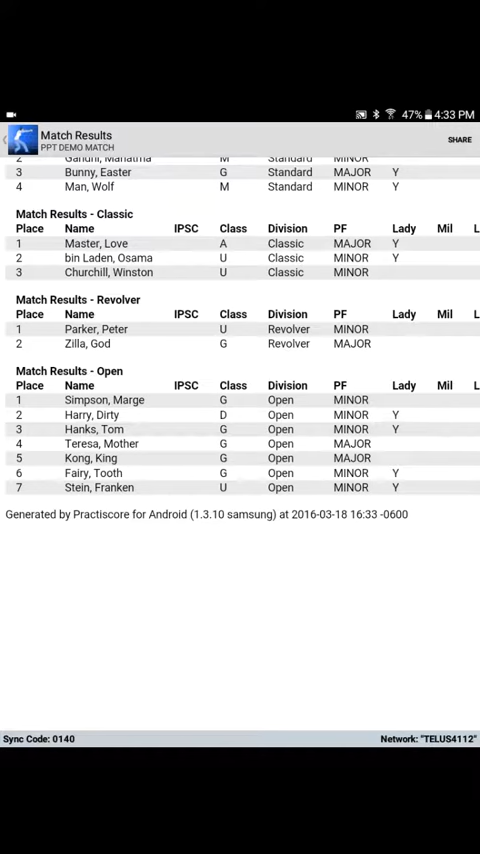 47% 4:33 PM
Match Results
PPT DEMO MATCH
SHARE
2 Gandhi, Mahatma M Standard MINOR
3 Bunny, Easter G Standard MAJOR Y
4 Man, Wolf M Standard MINOR Y
Match Results - Classic
Place Name IPSC Class Division PF Lady Mil L
1 Master, Love A Classic MAJOR Y
2 bin Laden, Osama U Classic MINOR Y
3 Churchill, Winston U Classic MINOR
Match Results - Revolver
Place Name IPSC Class Division PF Lady Mil L
1 Parker, Peter U Revolver MINOR
2 Zilla, God G Revolver MAJOR
Match Results - Open
Place Name IPSC Class Division PF Lady Mil L
1 Simpson, Marge G Open MINOR
2 Harry, Dirty D Open MINOR Y
3 Hanks, Tom G Open MINOR Y
4 Teresa, Mother G Open MAJOR
5 Kong, King G Open MAJOR
6 Fairy, Tooth G Open MINOR Y
7 Stein, Franken U Open MINOR Y
Generated by Practiscore for Android (1.3.10 samsung) at 2016-03-18 16:33 -0600
Sync Code: 0140 Network: "TELUS4112"